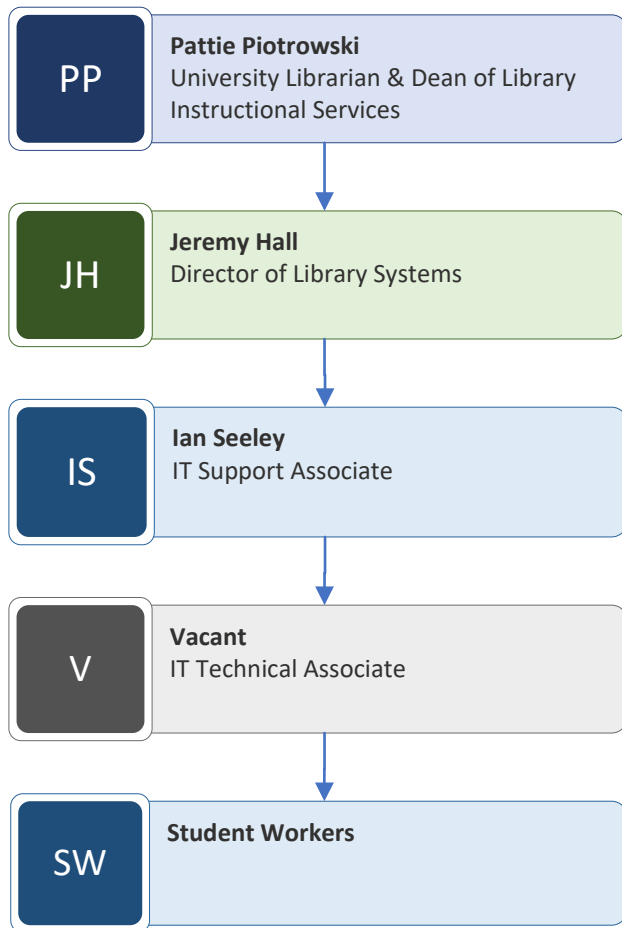 PP
Pattie Piotrowski
University Librarian & Dean of Library
Instructional Services
JH
Jeremy Hall
Director of Library Systems
IS
Ian Seeley
IT Support Associate
V
Vacant
IT Technical Associate
SW
Student Workers